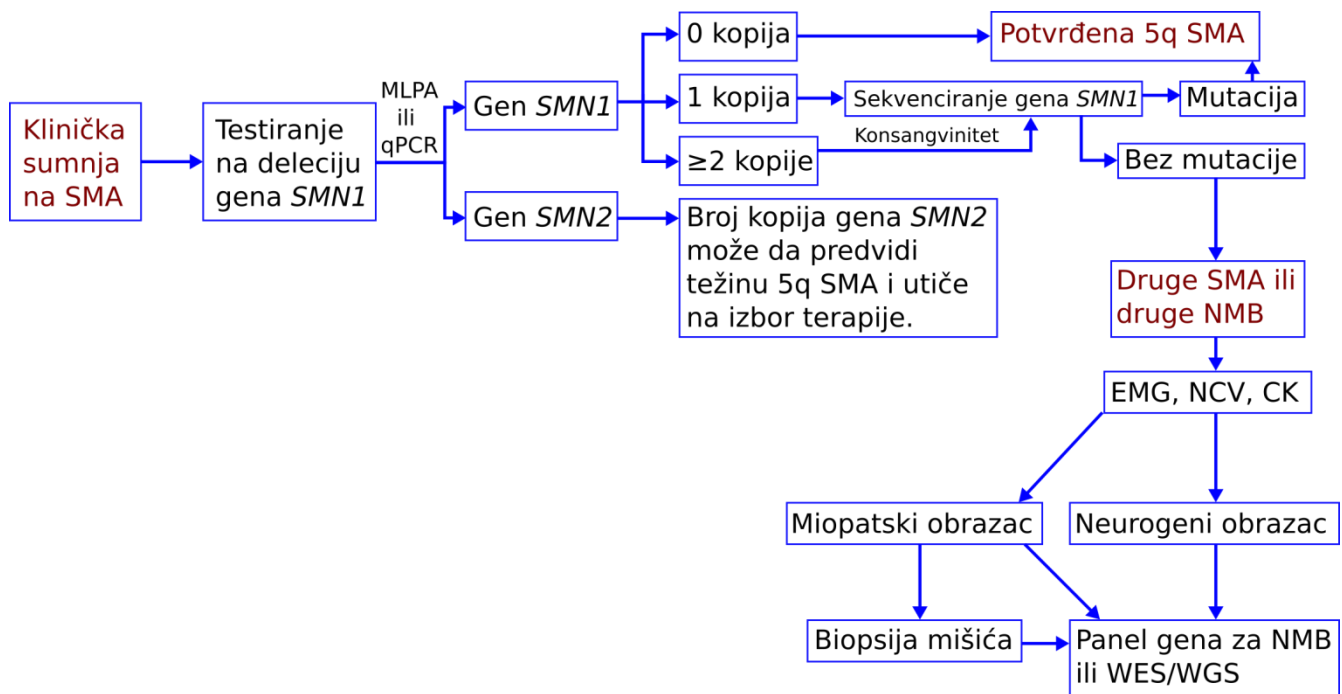 Klinička
sumnja
na SMA
Testiranje
na deleciju
gena SMN1
MLPA
ili
qPCR
Gen SMN1
0 kopija
Potvrđena 5q SMA
1 kopija
Sekvenciranje gena SMN1
Mutacija
≥2 kopije
Konsangvinitet
Bez mutacije
Gen SMN2
Broj kopija gena SMN2
može da predvidi
težinu 5q SMA i utiče
na izbor terapije.
Druge SMA ili
druge NMB
EMG, NCV, CK
Miopatski obrazac
Neurogeni obrazac
Biopsija mišića
Panel gena za NMB
ili WES/WGS